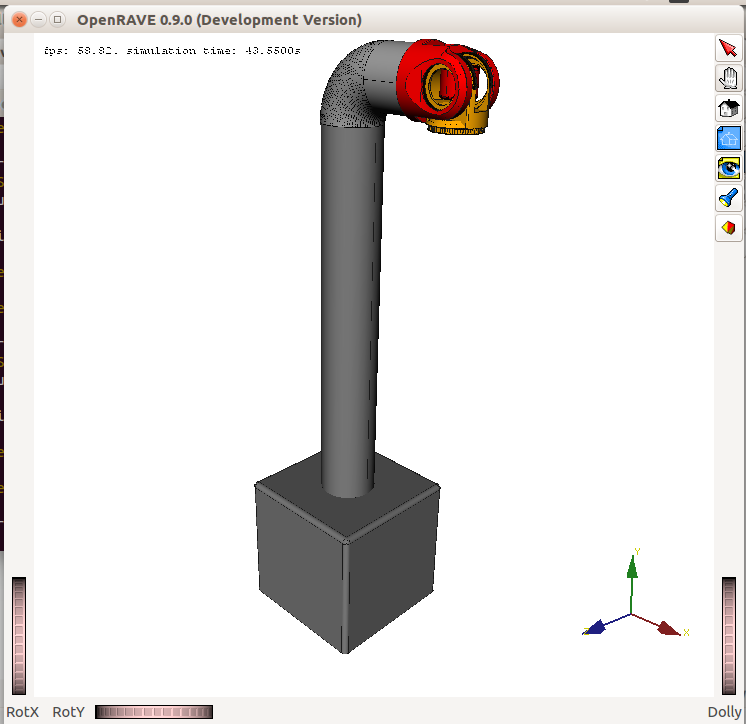 OpenRAVE 0.9.0 (Development Version)
fps: 58.82, simulation time: 43.5500s
Y
Z
X
RotX RotY Dolly